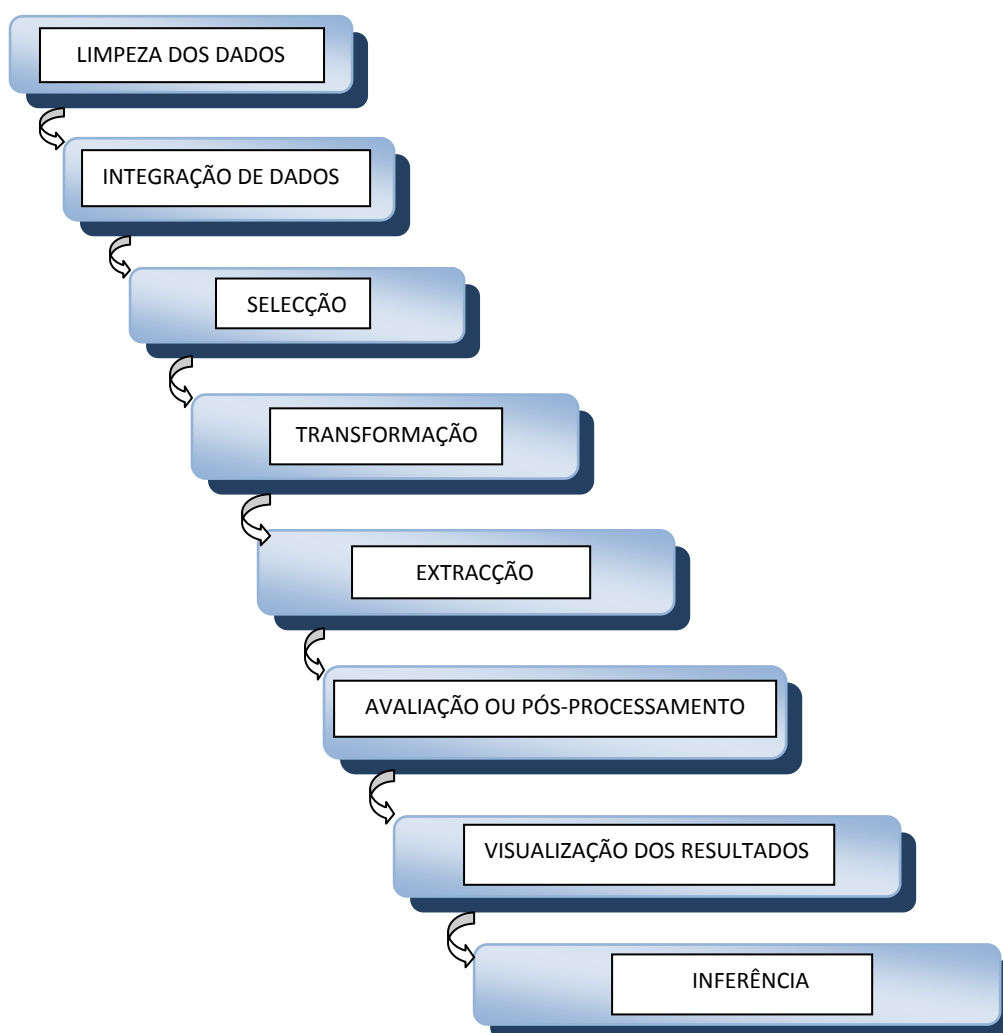 LIMPEZA DOS DADOS
INTEGRAÇÃO DE DADOS
SELECÇÃO
TRANSFORMAÇÃO
EXTRACÇÃO
AVALIAÇÃO OU PÓS-PROCESSAMENTO
VISUALIZAÇÃO DOS RESULTADOS
INFERÊNCIA